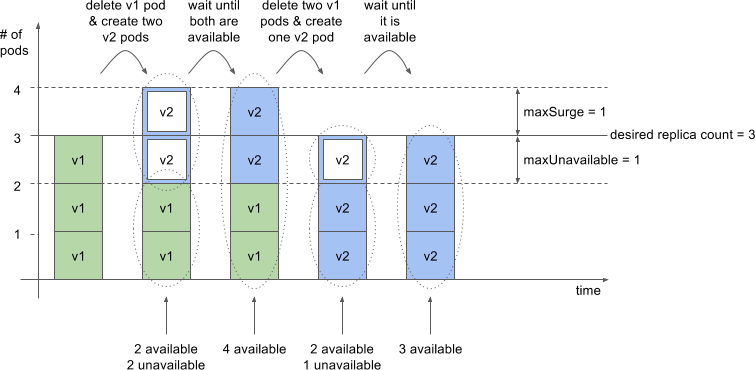 delete v1 pod
& create two
v2 pods
wait until
both are
available
delete two v1
pods & create
one v2 pod
wait until
it is
available
# of
pods
4
3
2
1
v1
v1
v1
v2
v2
v1
v1
v2
v2
v1
v1
v2
v2
v2
v2
v2
v2
maxSurge = 1
desired replica count = 3
maxUnavailable = 1
time
2 available
2 unavailable
4 available
2 available
1 unavailable
3 available